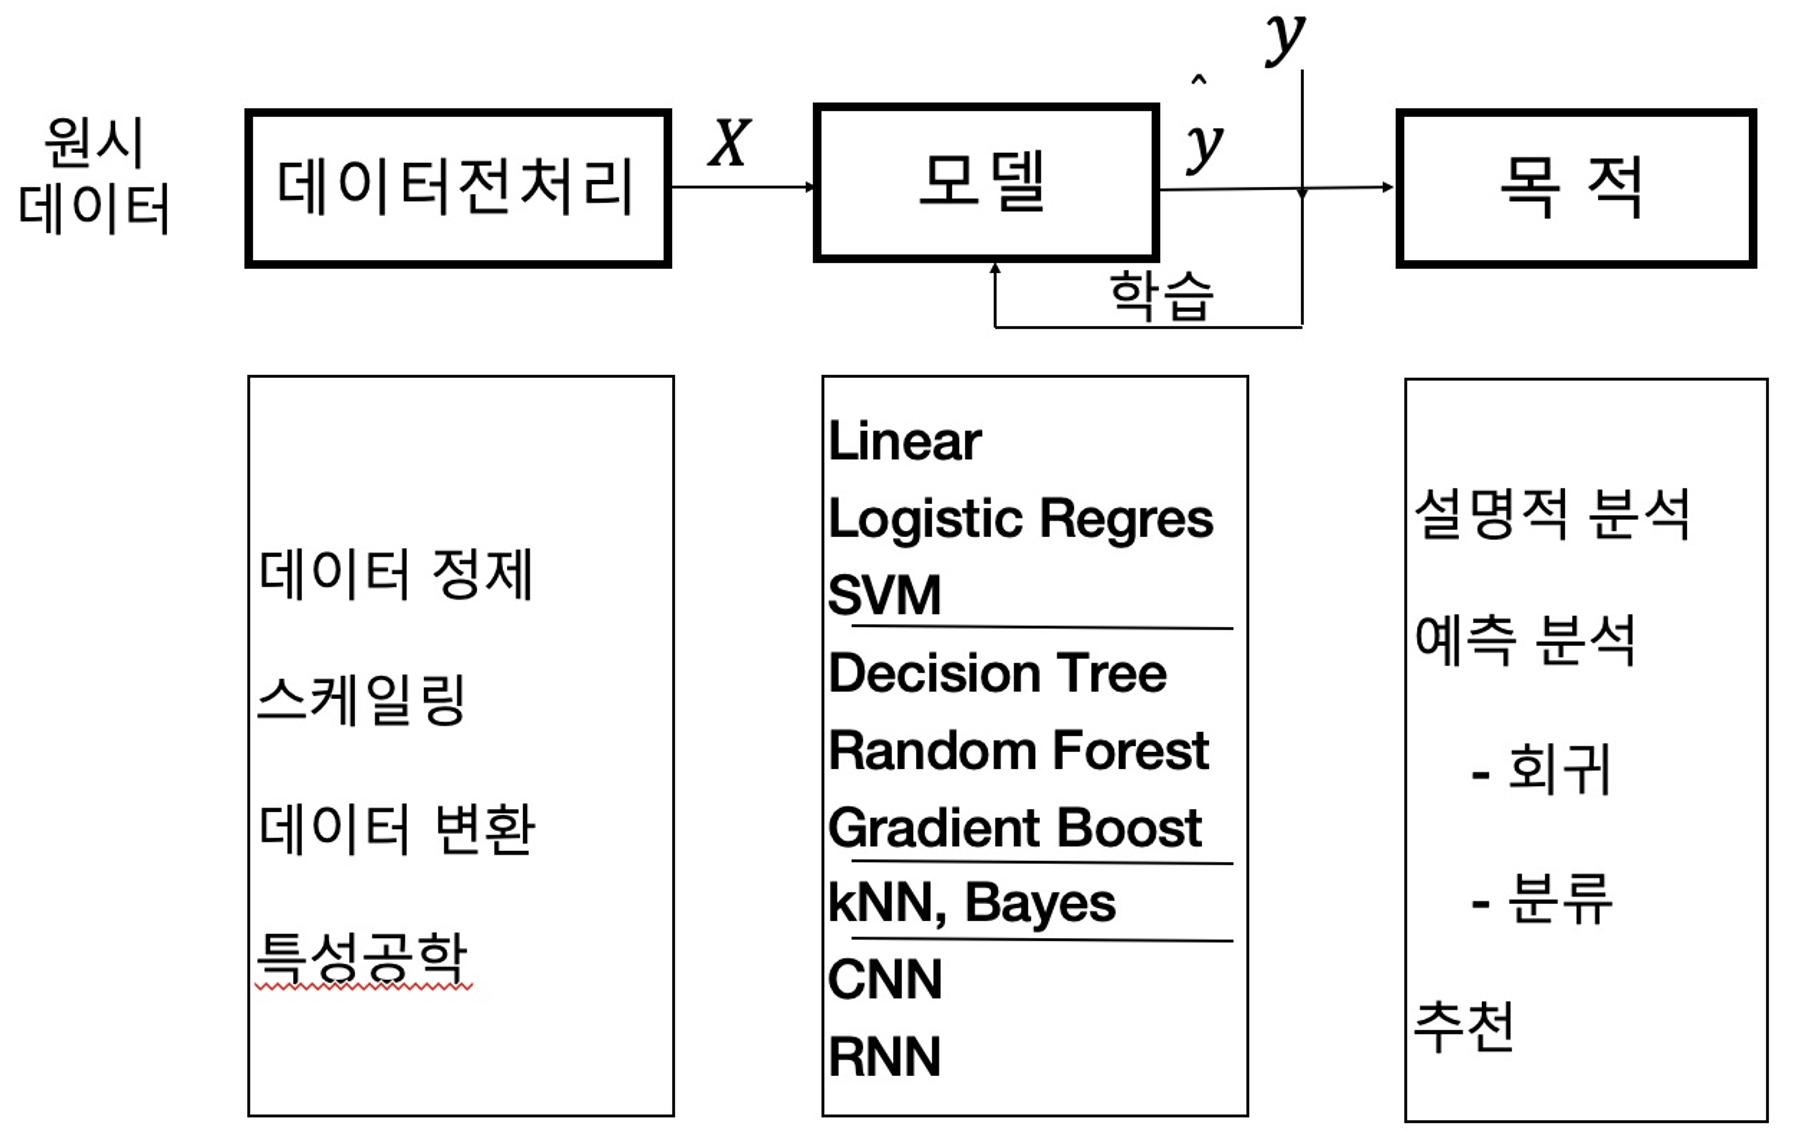 원시
데이터
데이터전처리
X
모델
ŷ
y
목 적
학습
데이터 정제
스케일링
데이터 변환
특성공학
Linear
Logistic Regres
SVM
Decision Tree
Random Forest
Gradient Boost
kNN, Bayes
CNN
RNN
설명적 분석
예측 분석
- 회귀
- 분류
추천